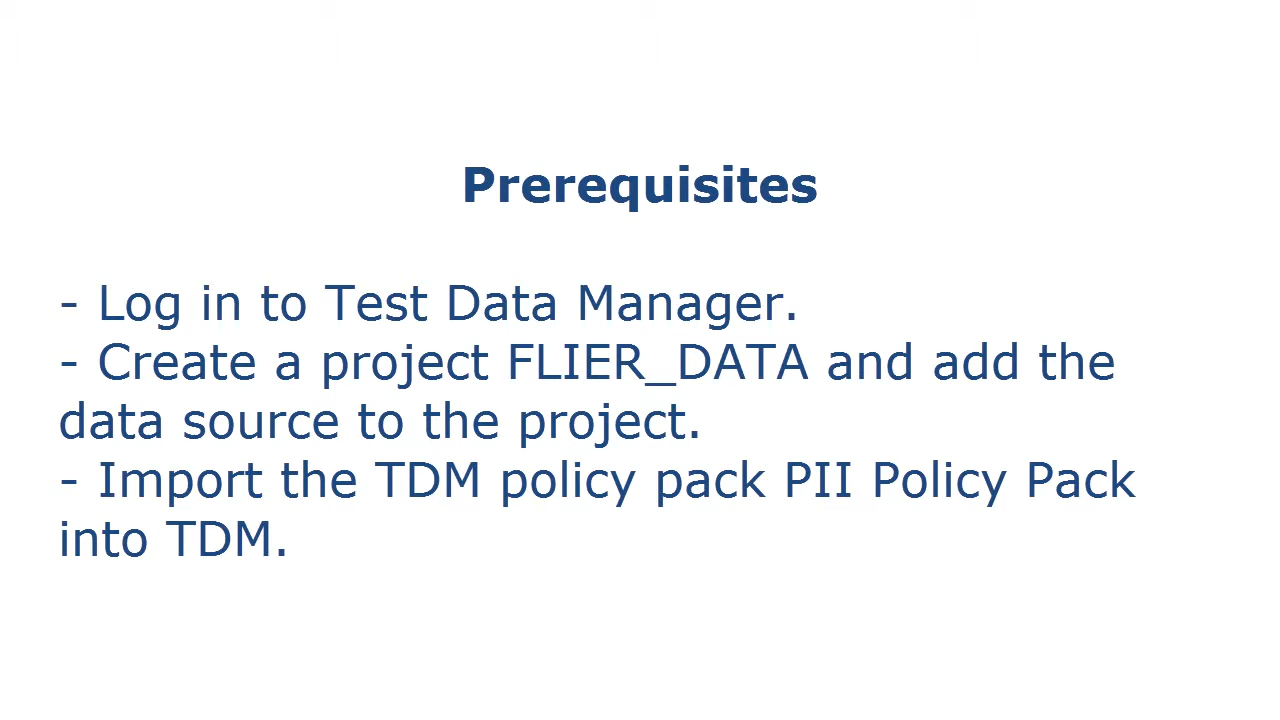 Prerequisites
- Log in to Test Data Manager.
- Create a project FLIER_DATA and add the
data source to the project.
- Import the TDM policy pack PII Policy Pack
into TDM.